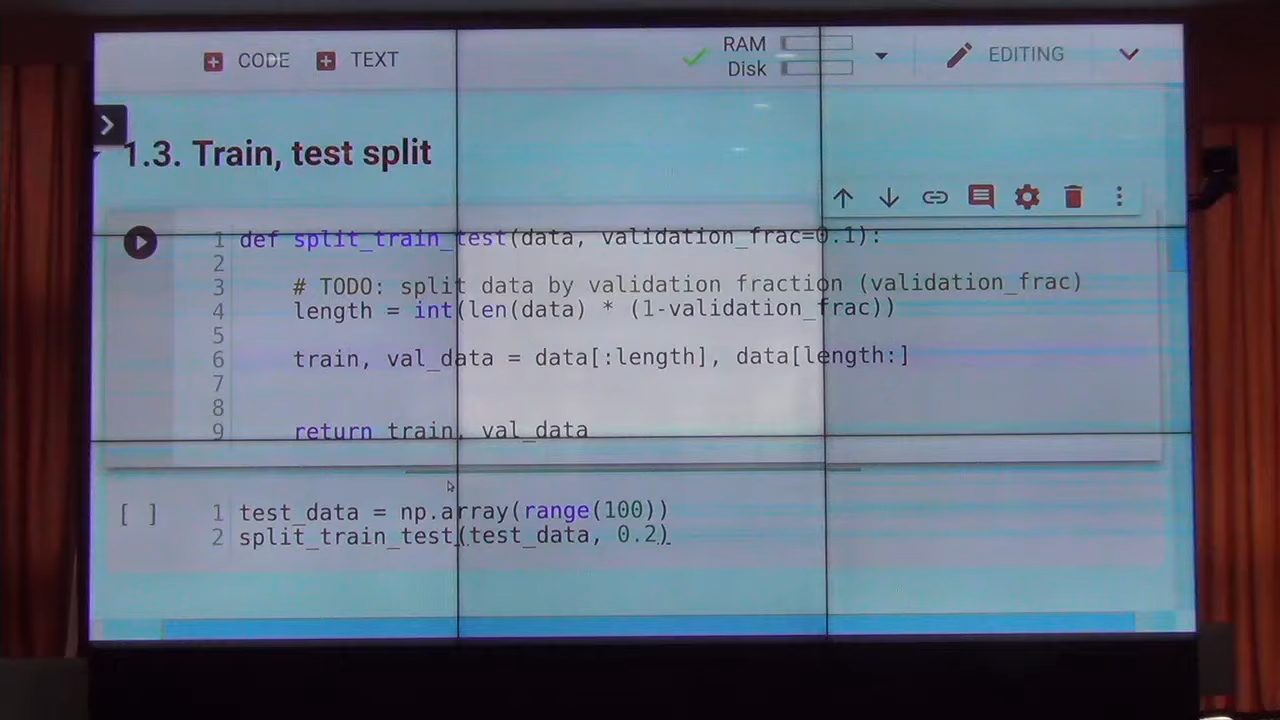 CODE TEXT RAM
Disk EDITING
1.3. Train, test split
1 def split_train_test(data, validation_frac=0.1):
2
3 # TODO: split data by validation fraction (validation_frac)
4 length = int(len(data) * (1-validation_frac))
5
6 train, val_data = data[:length], data[length:]
7
8
9 return train, val_data
[ ] 1 test_data = np.array(range(100))
2 split_train_test(test_data, 0.2)